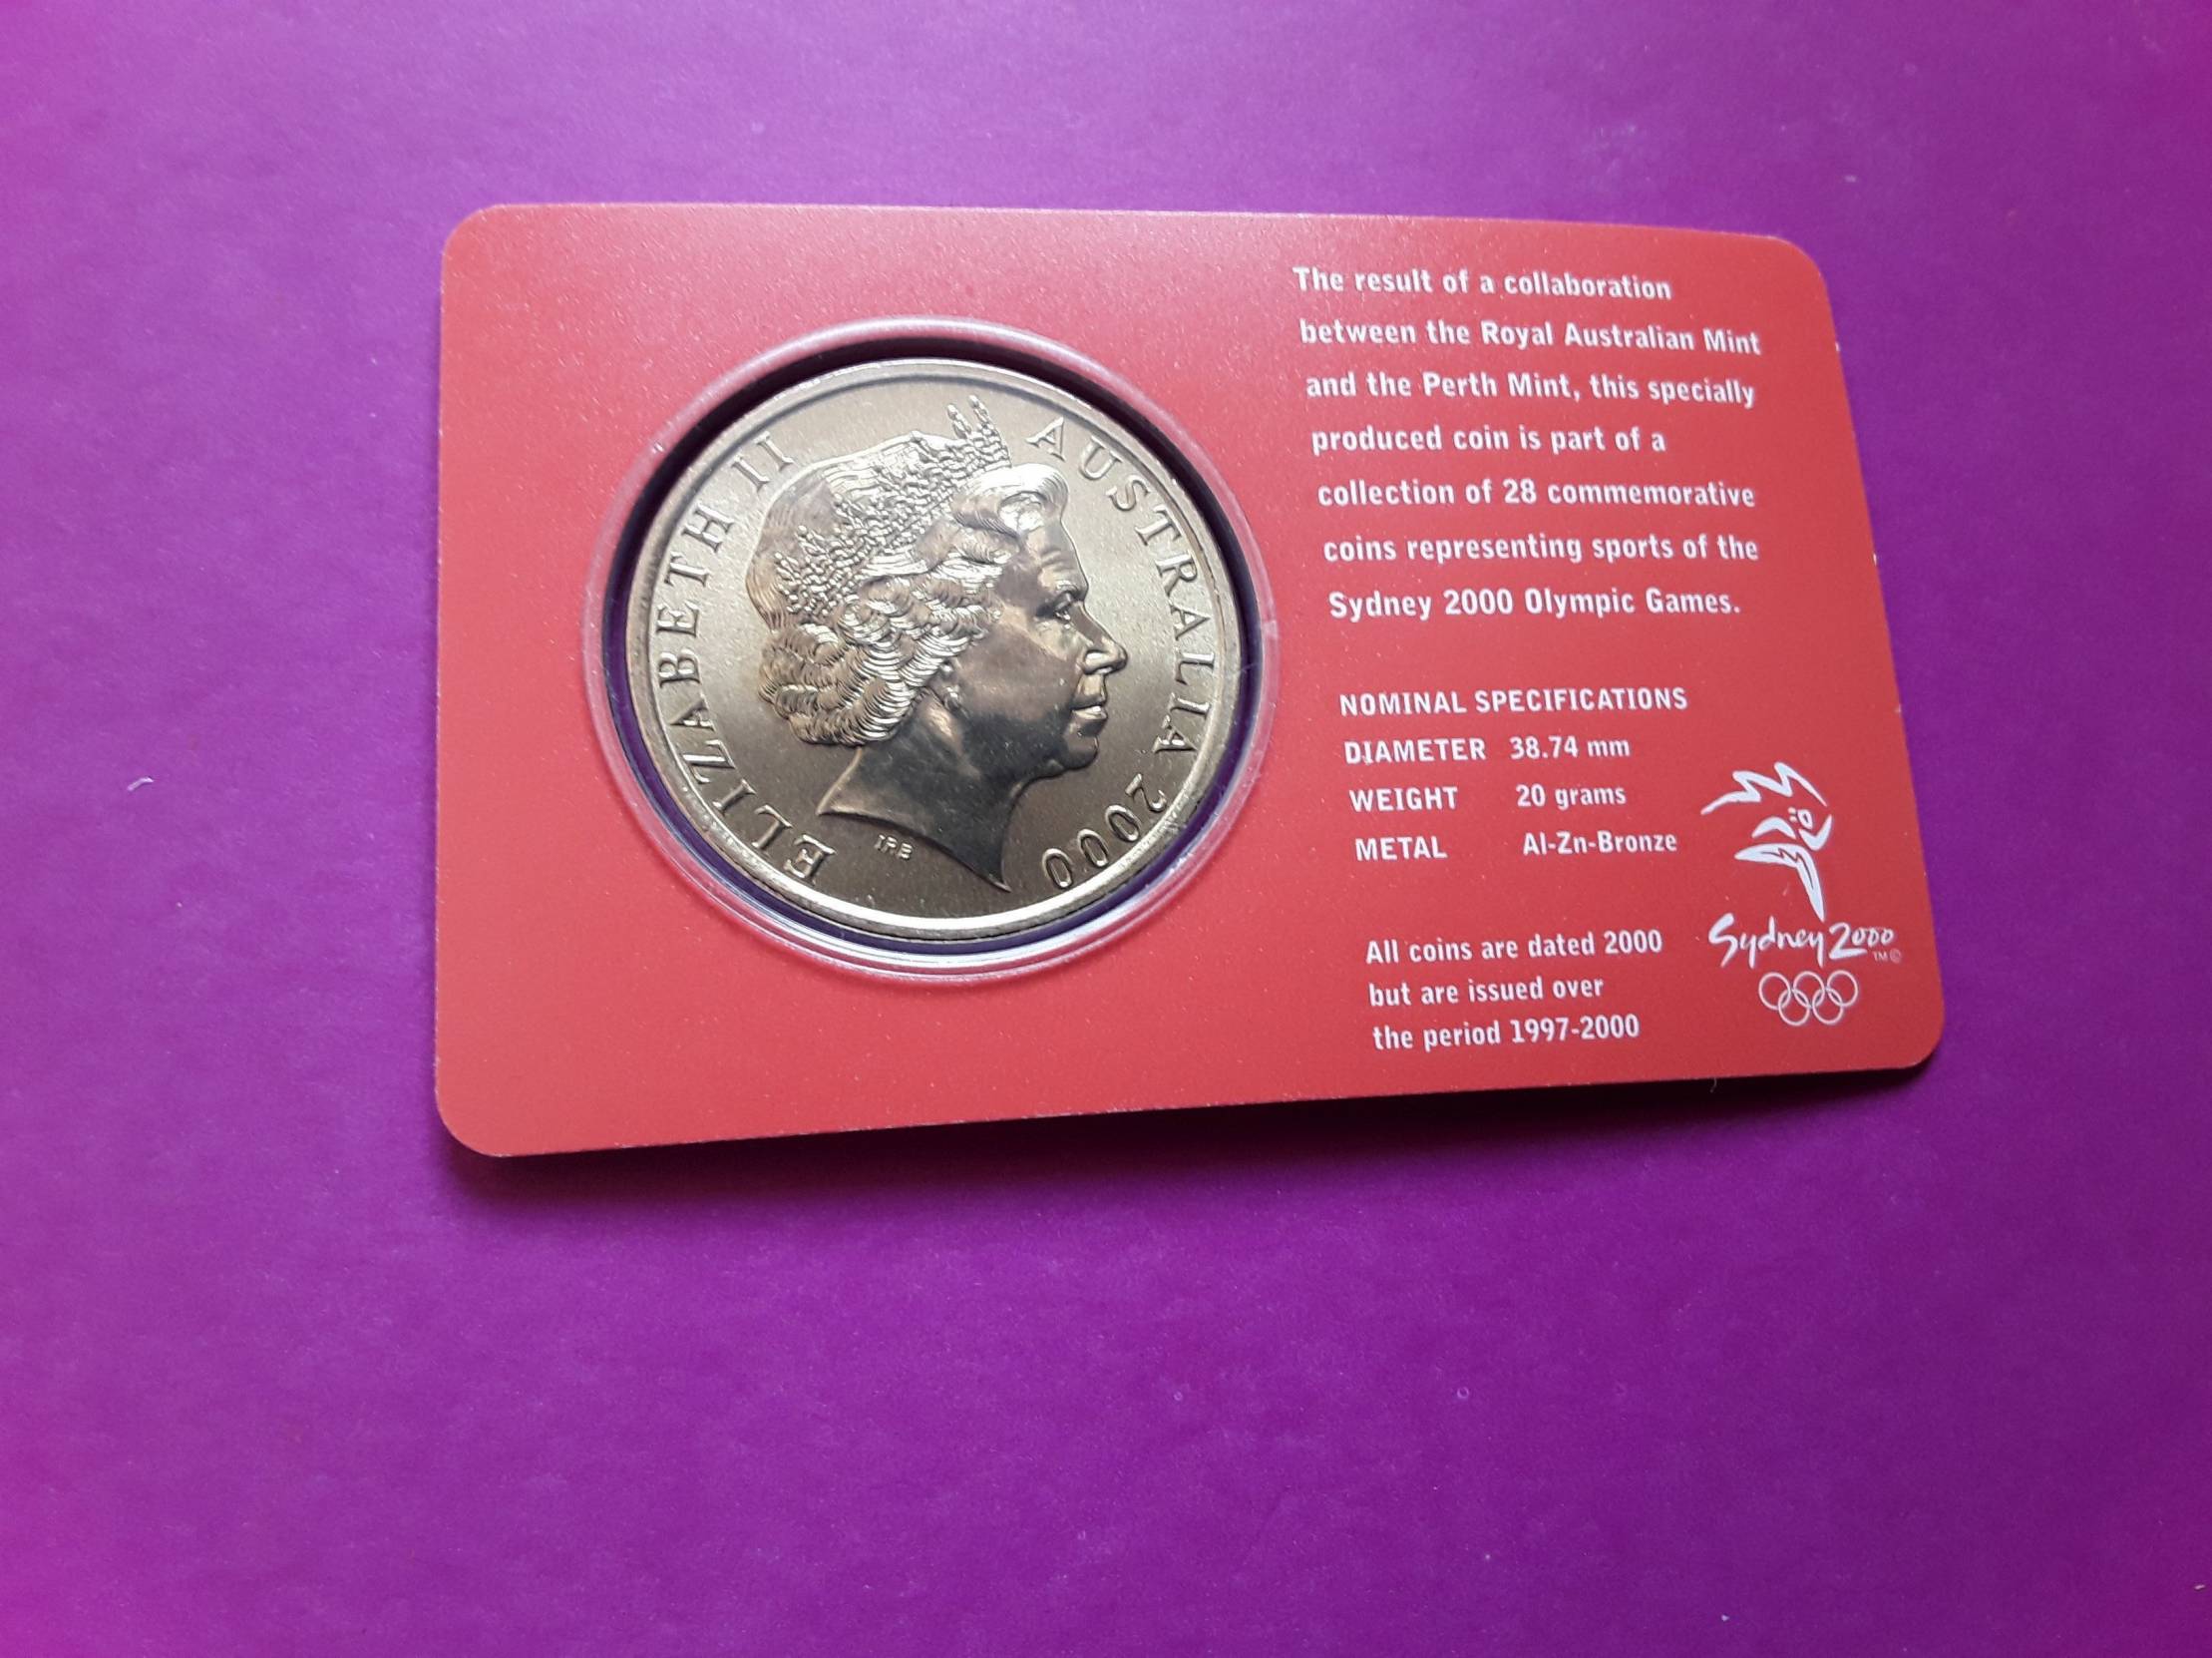 ELIZABETH II
AUSTRALIA 2000
IRB
The result of a collaboration
between the Royal Australian Mint
and the Perth Mint, this specially
produced coin is part of a
collection of 28 commemorative
coins representing sports of the
Sydney 2000 Olympic Games.
NOMINAL SPECIFICATIONS
DIAMETER 38.74 mm
WEIGHT 20 grams
METAL Al-Zn-Bronze
All coins are dated 2000
but are issued over
the period 1997-2000
Sydney 2000
TM©